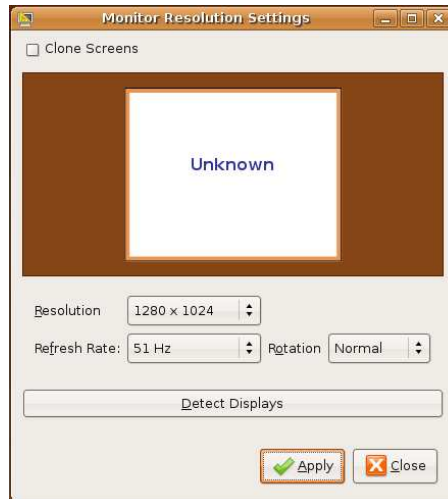 Monitor Resolution Settings
Clone Screens
Unknown
Resolution 1280 x 1024
Refresh Rate: 51 Hz Rotation Normal
Detect Displays
Apply Close